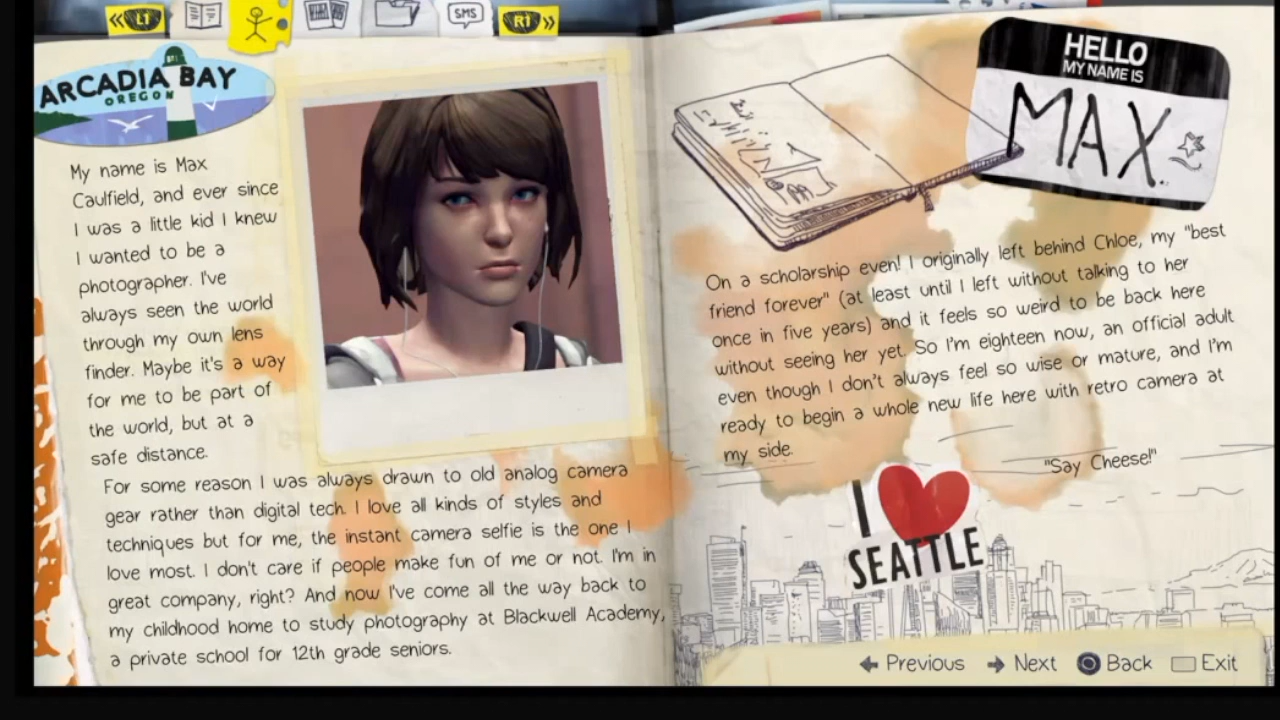 L1
SMS
R1
ARCADIA BAY
OREGON
My name is Max
Caulfield, and ever since
I was a little kid I knew
I wanted to be a
photographer. I've
always seen the world
through my own lens
finder. Maybe it's a way
for me to be part of
the world, but at a
safe distance.
For some reason I was always drawn to old analog camera
gear rather than digital tech. I love all kinds of styles and
techniques but for me, the instant camera selfie is the one I
love most. I don't care if people make fun of me or not. I'm in
great company, right? And now I've come all the way back to
my childhood home to study photography at Blackwell Academy,
a private school for 12th grade seniors.
HELLO
MY NAME IS
MAX.
On a scholarship even! I originally left behind Chloe, my "best
friend forever" (at least until I left without talking to her
once in five years) and it feels so weird to be back here
without seeing her yet. So I'm eighteen now, an official adult
even though I don't always feel so wise or mature, and I'm
ready to begin a whole new life here with retro camera at
my side.
"Say Cheese!"
I
SEATTLE
Previous
Next
Back
Exit